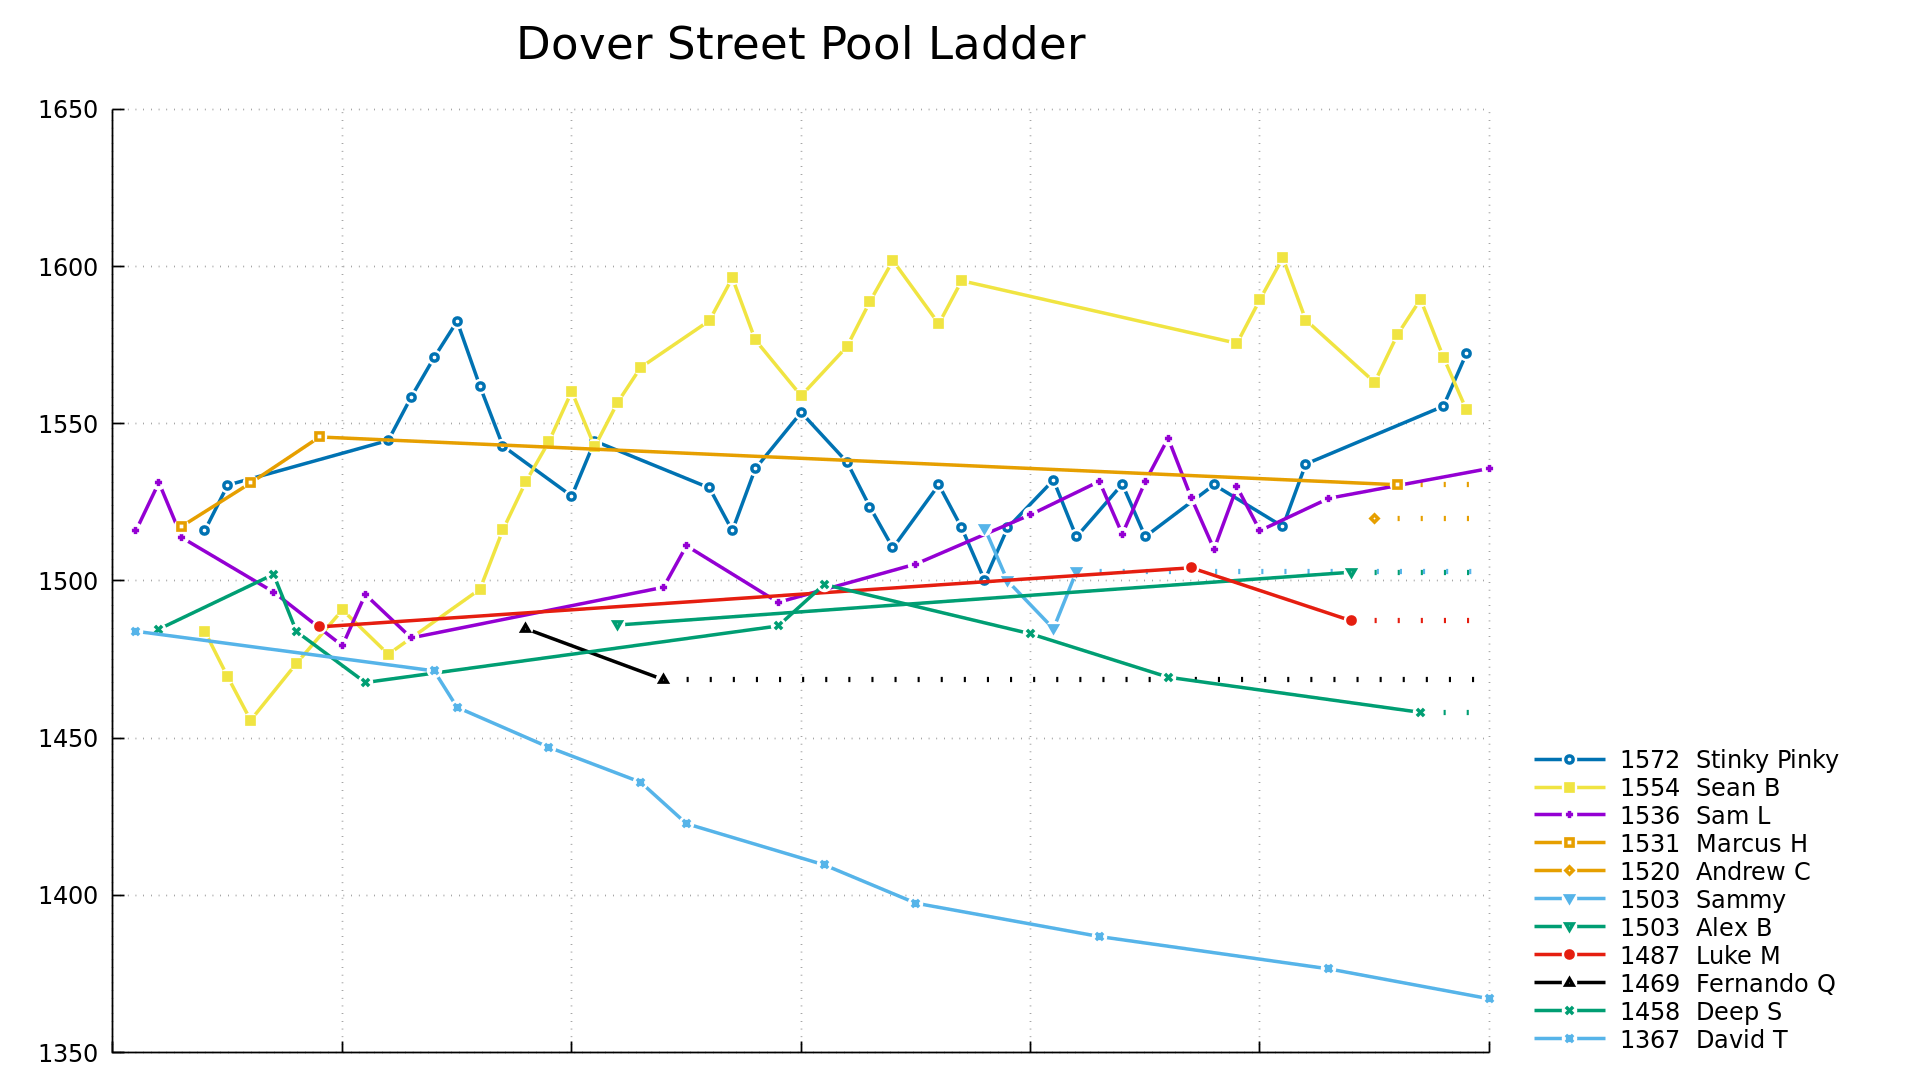 Dover Street Pool Ladder
1650
1600
1550
1500
1450
1400
1350
1572 Stinky Pinky
1554 Sean B
1536 Sam L
1531 Marcus H
1520 Andrew C
1503 Sammy
1503 Alex B
1487 Luke M
1469 Fernando Q
1458 Deep S
1367 David T